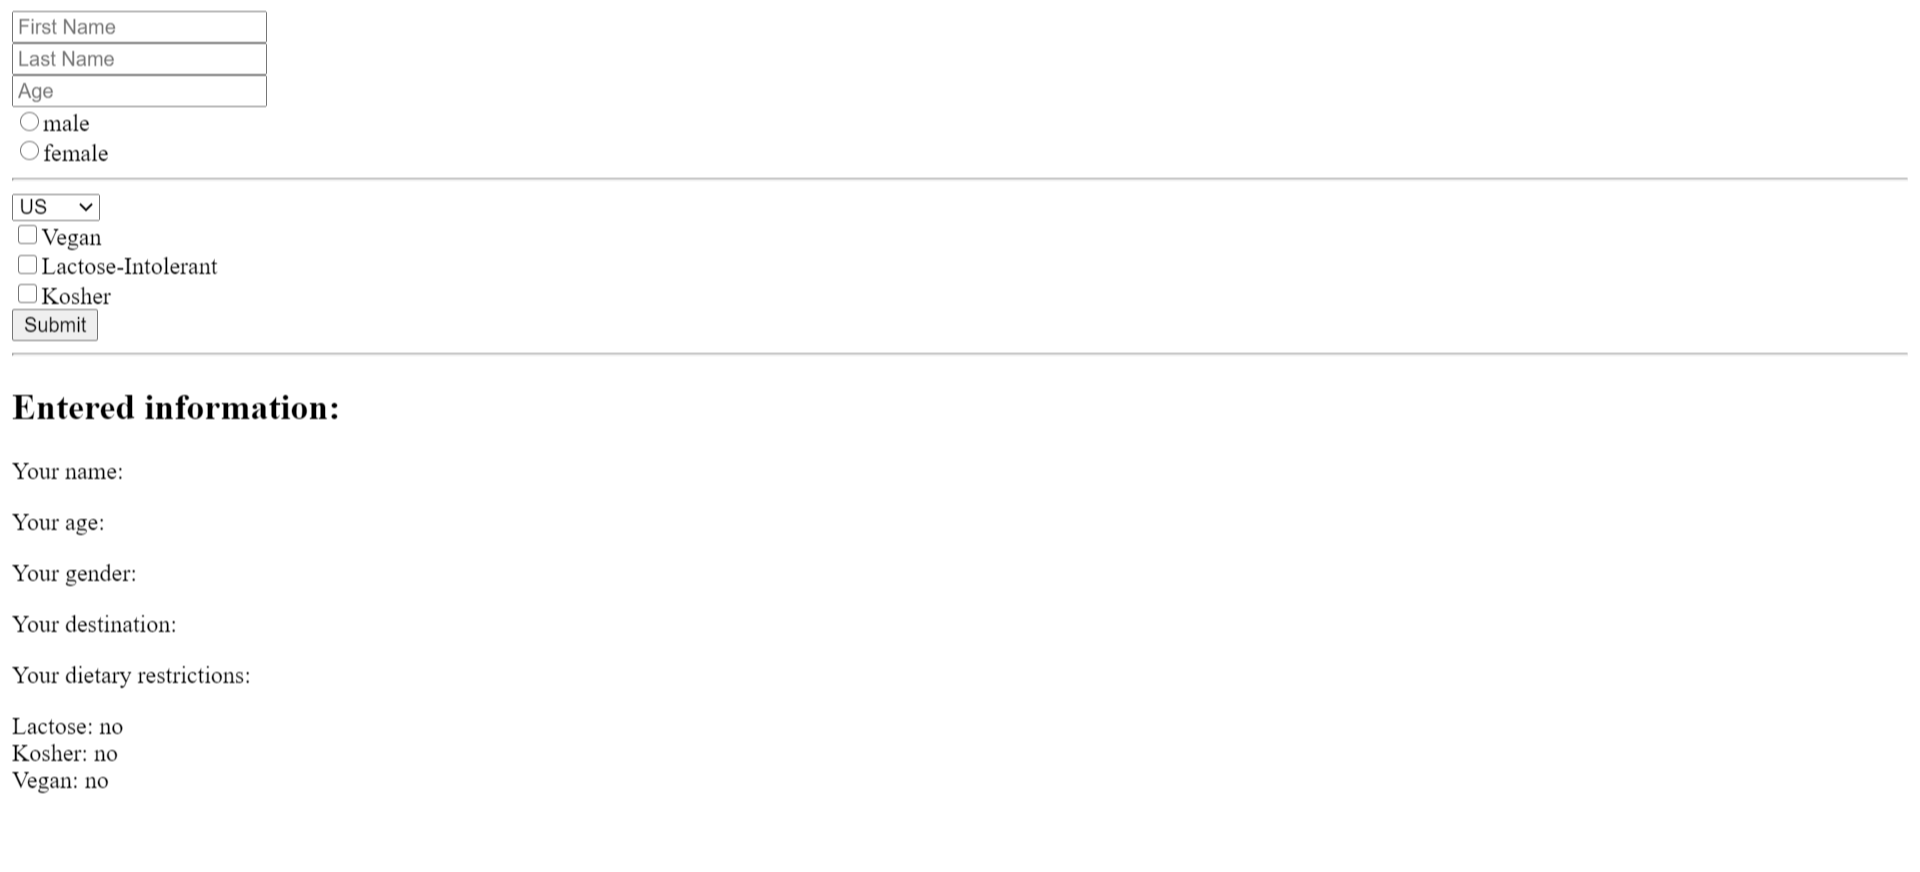 First Name
Last Name
Age
male
female
US
Vegan
Lactose-Intolerant
Kosher
Submit
Entered information:
Your name:
Your age:
Your gender:
Your destination:
Your dietary restrictions:
Lactose: no
Kosher: no
Vegan: no